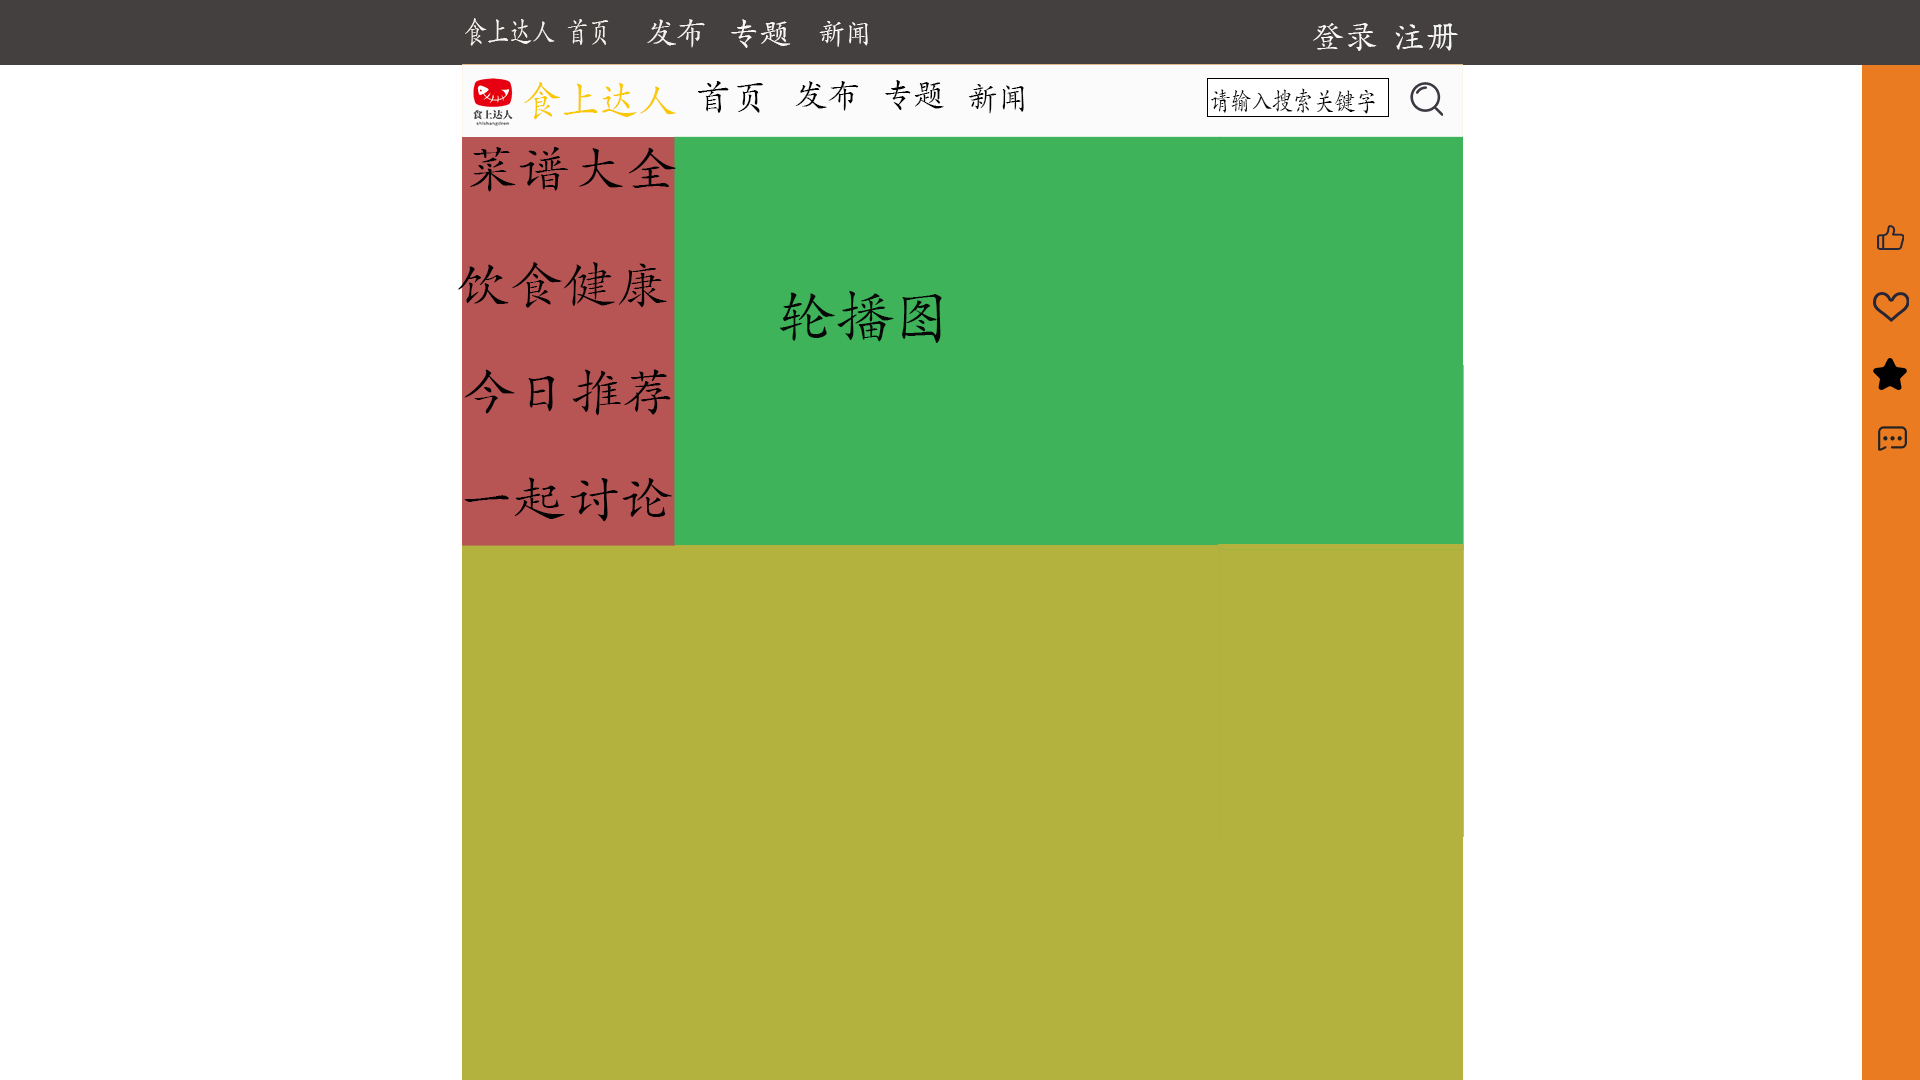 食上达人 首页 发布 专题 新闻 登录 注册
食上达人 食上达人 首页 发布 专题 新闻 请输入搜索关键字
shishangdren
菜谱大全
饮食健康
轮播图
今日推荐
一起讨论